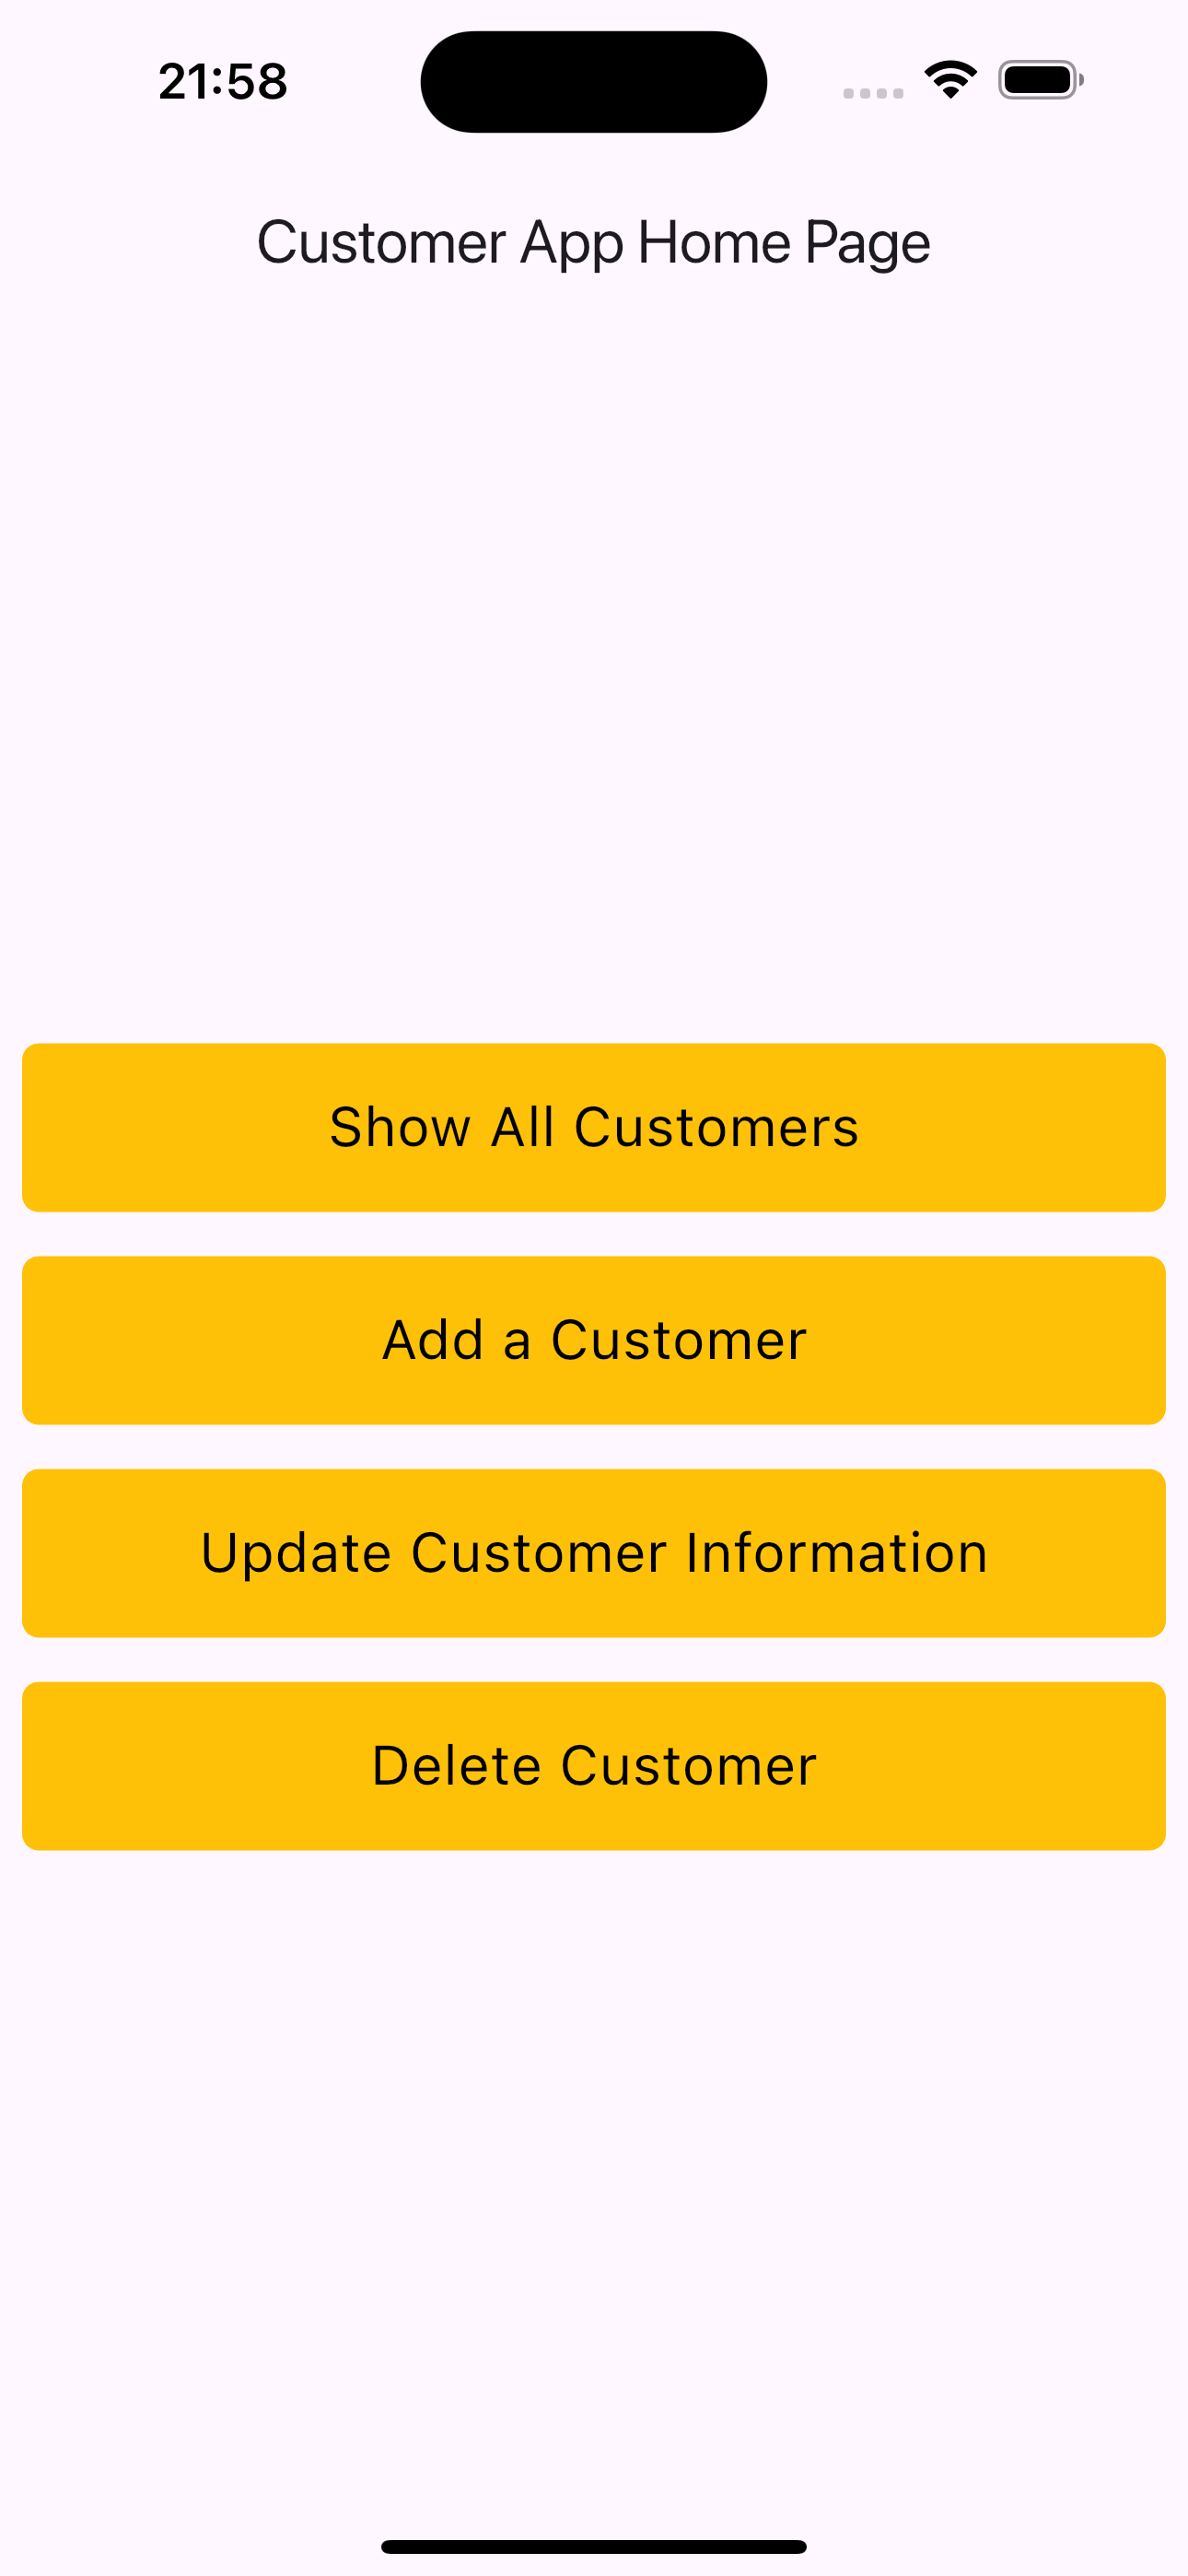 21:58
Customer App Home Page
Show All Customers
Add a Customer
Update Customer Information
Delete Customer